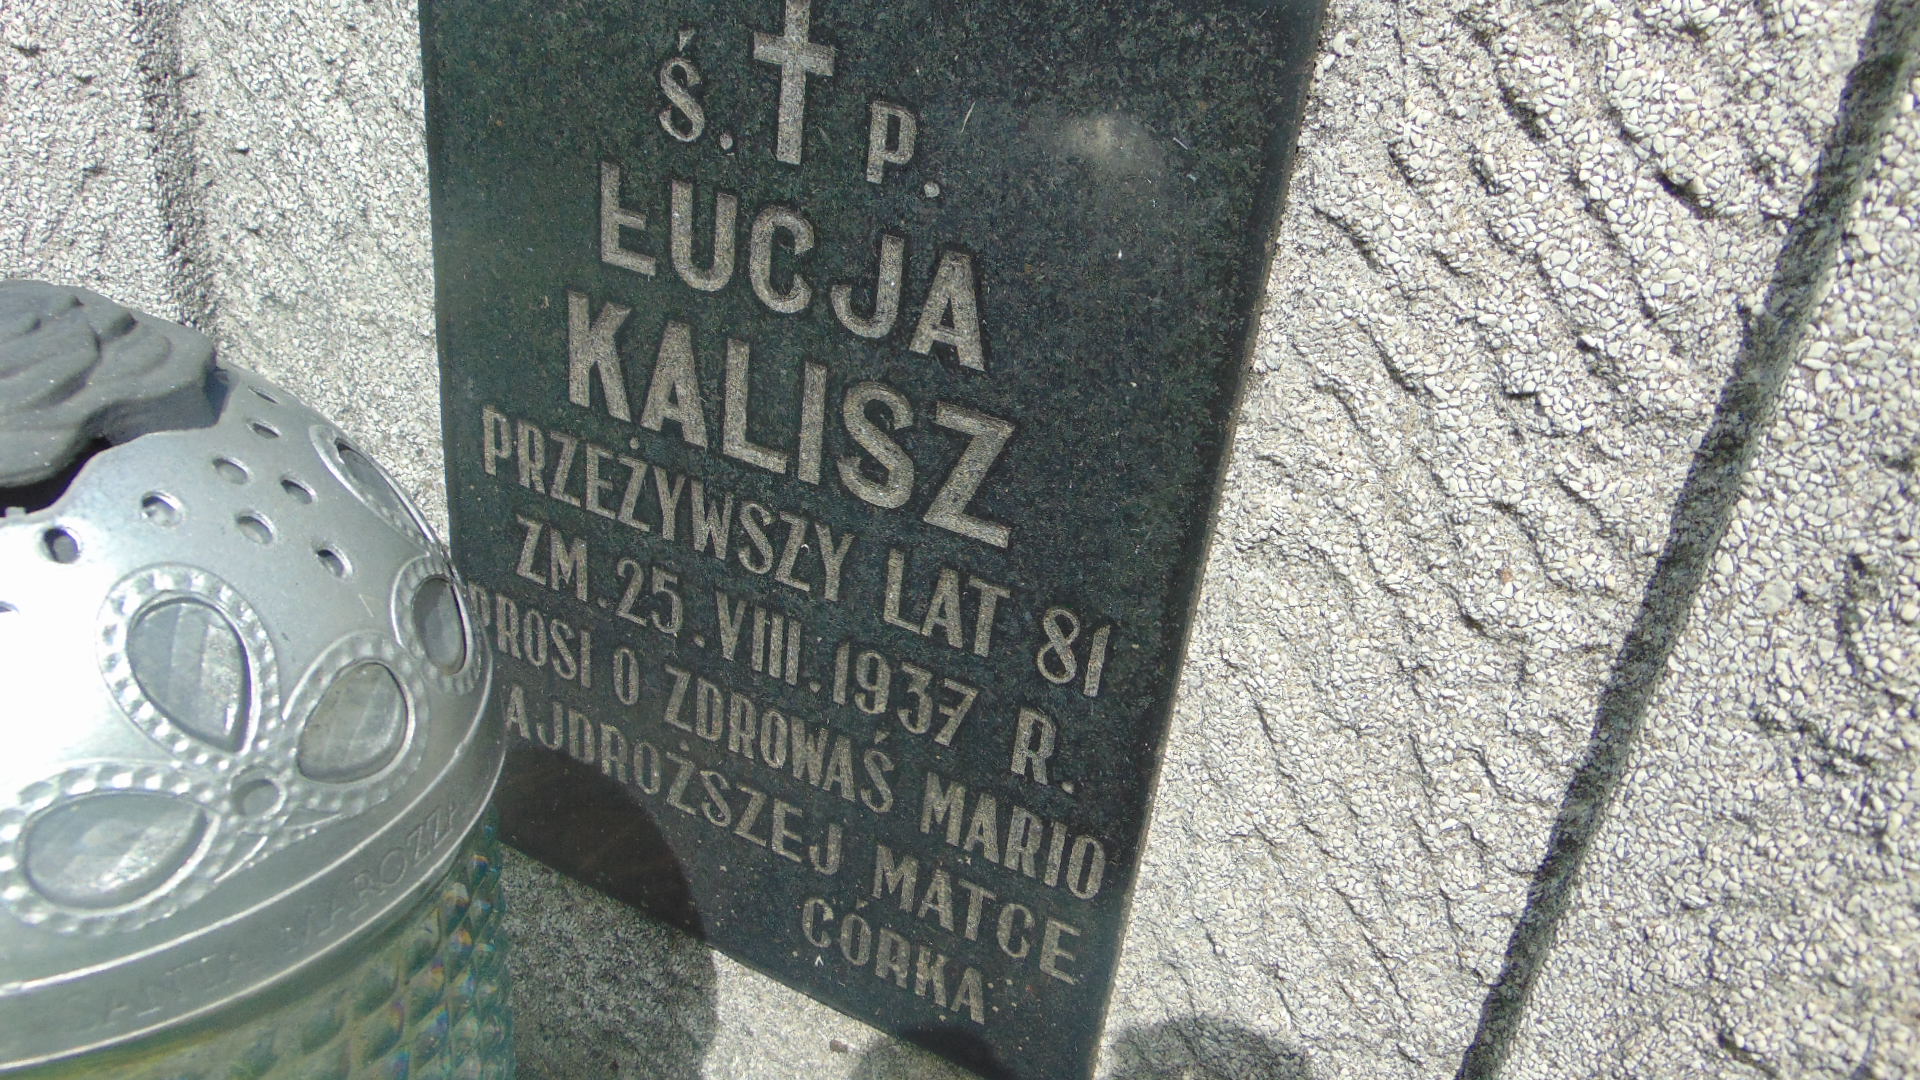 Ś. P.
ŁUCJA
KALISZ
PRZEŻYWSZY LAT 81
ZM. 25. VIII. 1937 R.
PROSI O ZDROWAŚ MARIO
AJDROŻSZEJ MATCE
CÓRKA